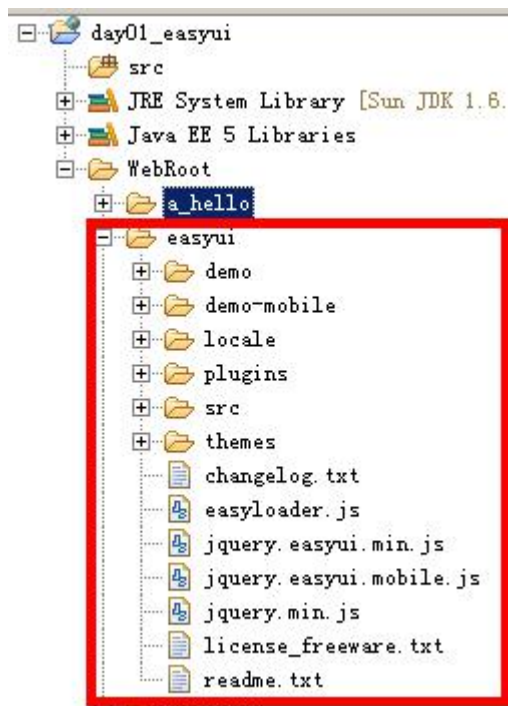 day01_easyui
src
JRE System Library [Sun JDK 1.6.
Java EE 5 Libraries
WebRoot
a_hello
easyui
demo
demo-mobile
locale
plugins
src
themes
changelog.txt
easyloader.js
jquery.easyui.min.js
jquery.easyui.mobile.js
jquery.min.js
license_freeware.txt
readme.txt